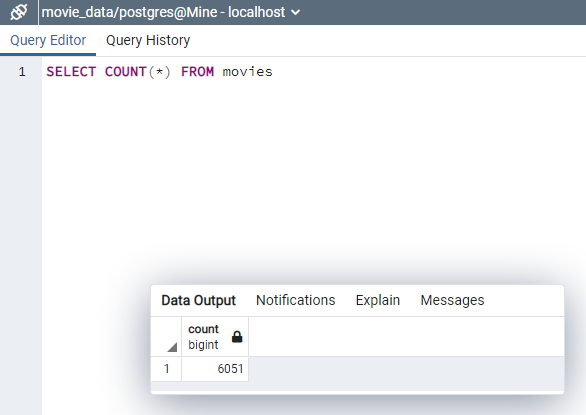 movie_data/postgres@Mine - localhost
Query Editor Query History
1 SELECT COUNT(*) FROM movies
Data Output Notifications Explain Messages
count
bigint
1 6051